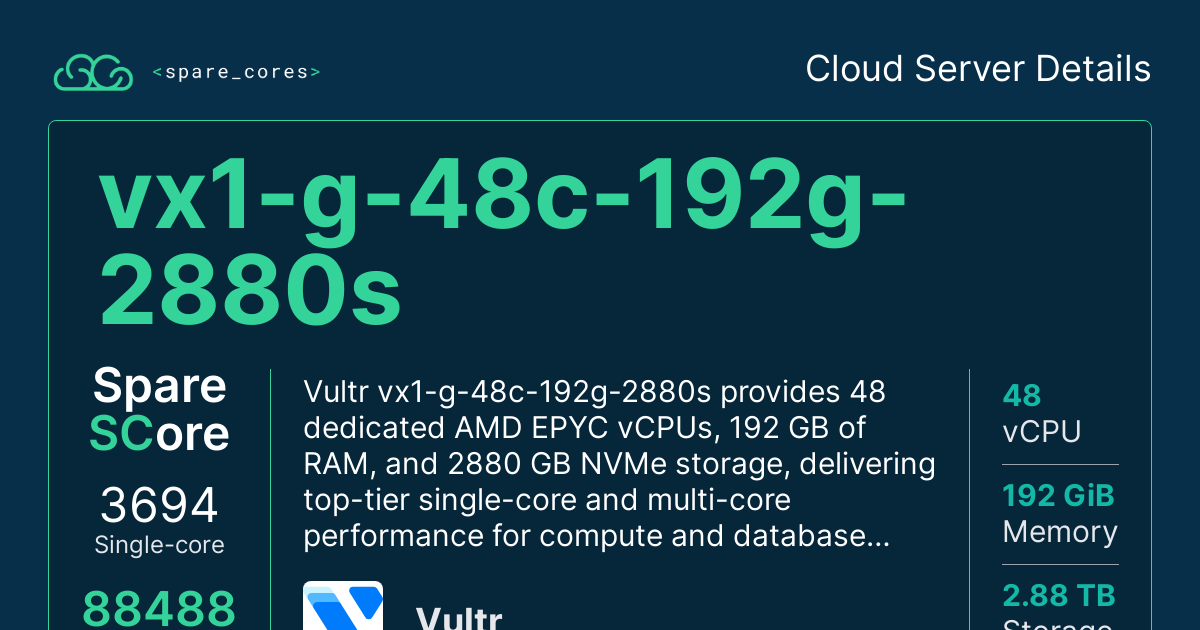 <spare_cores>
Cloud Server Details
vx1-g-48c-192g-
2880s
Spare
SCore
3694
Single-core
88488
Vultr vx1-g-48c-192g-2880s provides 48
dedicated AMD EPYC vCPUs, 192 GB of
RAM, and 2880 GB NVMe storage, delivering
top-tier single-core and multi-core
performance for compute and database...
Vultr
48
vCPU
192 GiB
Memory
2.88 TB
Storage